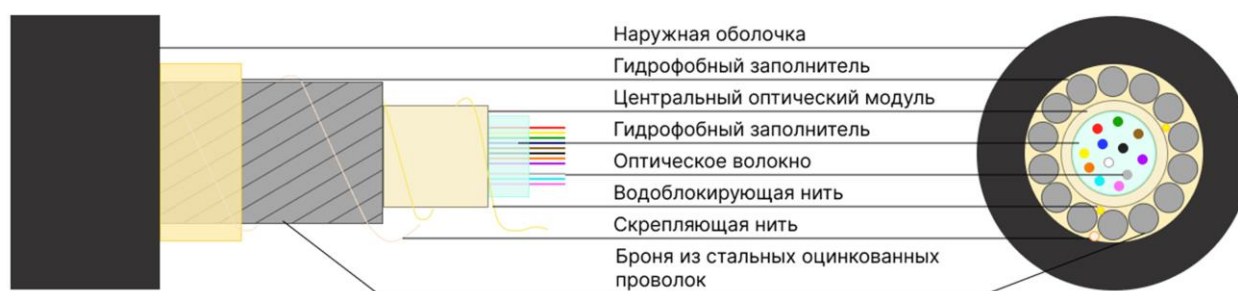 Наружная оболочка
Гидрофобный заполнитель
Центральный оптический модуль
Гидрофобный заполнитель
Оптическое волокно
Водоблокирующая нить
Скрепляющая нить
Броня из стальных оцинкованных
проволок